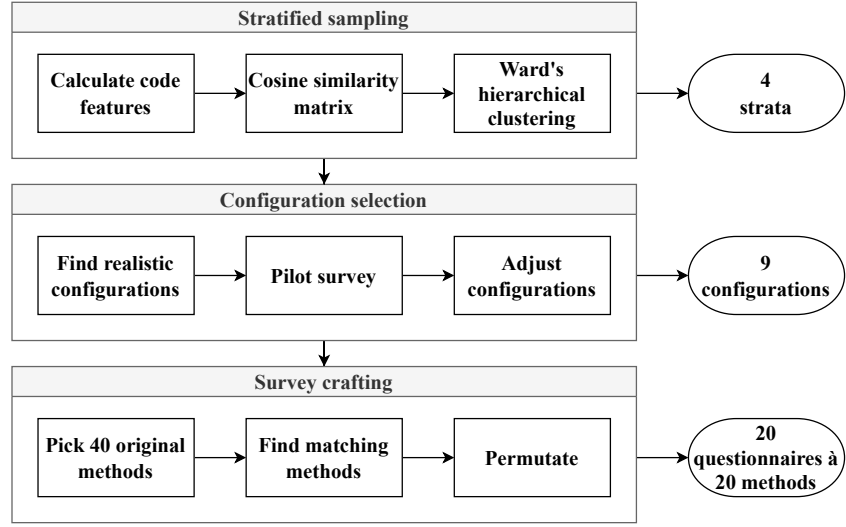 Stratified sampling
Calculate code
features
Cosine similarity
matrix
Ward's
hierarchical
clustering
4
strata
Configuration selection
Find realistic
configurations
Pilot survey
Adjust
configurations
9
configurations
Survey crafting
Pick 40 original
methods
Find matching
methods
Permutate
20
questionnaires à
20 methods